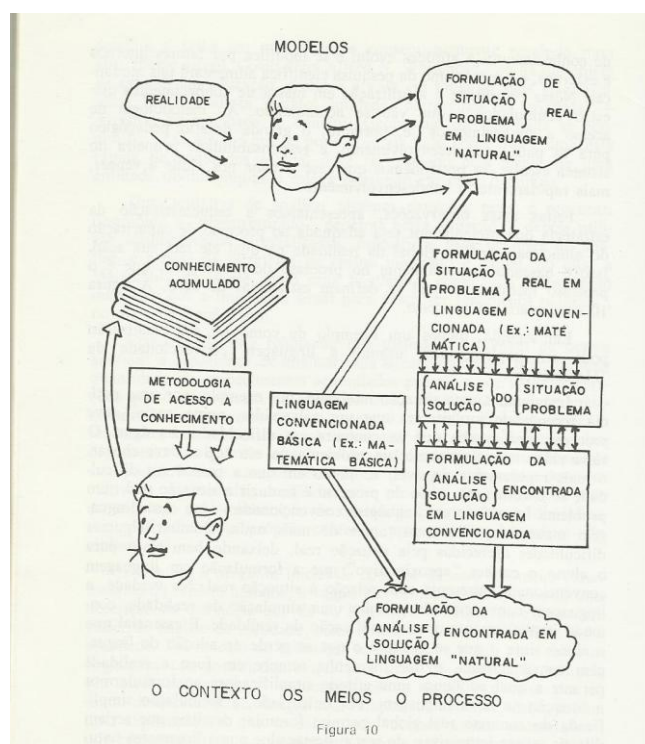 MODELOS
REALIDADE
FORMULAÇÃO DE
SITUAÇÃO
PROBLEMA
REAL
EM LINGUAGEM
"NATURAL"
CONHECIMENTO
ACUMULADO
METODOLOGIA
DE ACESSO A
CONHECIMENTO
LINGUAGEM
CONVENCIONADA
BÁSICA (Ex.: MA-
TEMÁTICA BÁSICA)
FORMULAÇÃO DA
SITUAÇÃO
PROBLEMA
REAL EM
LINGUAGEM CONVEN-
CIONADA (Ex.: MATE
MÁTICA)
ANÁLISE
SOLUÇÃO
DO
SITUAÇÃO
PROBLEMA
FORMULAÇÃO DA
ANÁLISE
SOLUÇÃO
ENCONTRADA
EM LINGUAGEM
CONVENCIONADA
FORMULAÇÃO DA
ANÁLISE
SOLUÇÃO
ENCONTRADA EM
LINGUAGEM "NATURAL"
O CONTEXTO OS MEIOS O PROCESSO
Figura 10